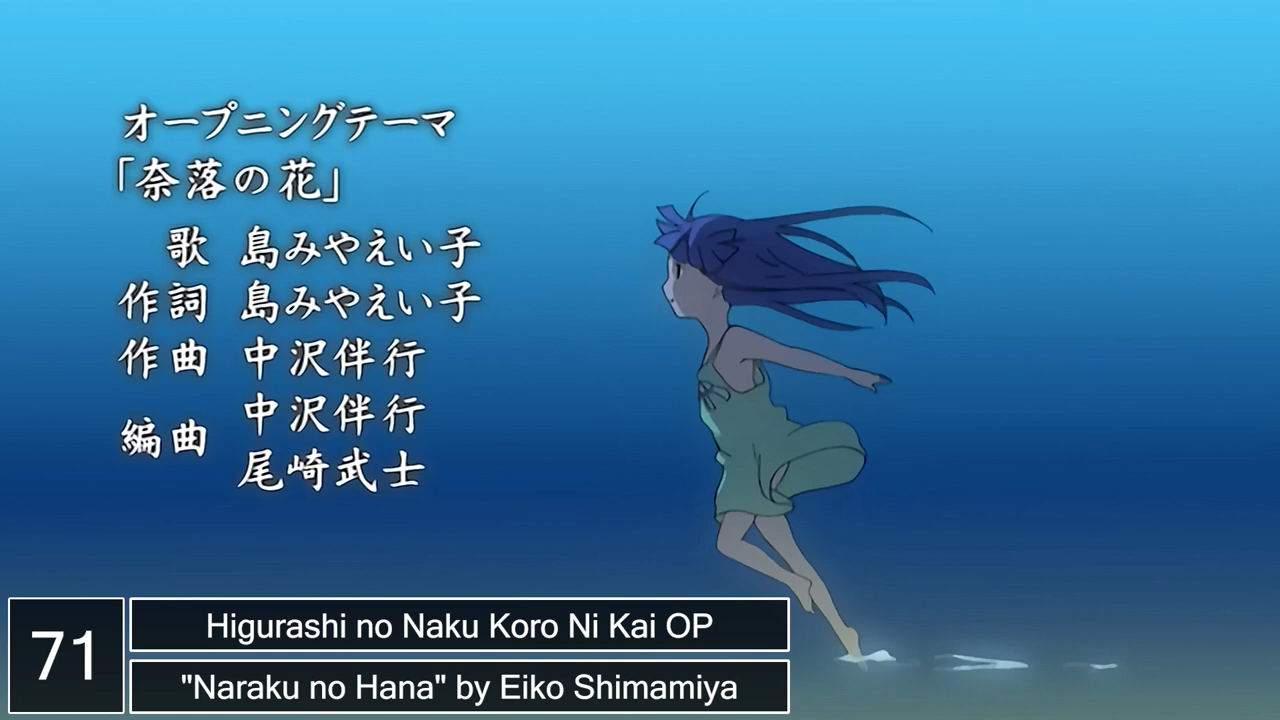 オープニングテーマ
「奈落の花」
歌 島みやえい子
作詞 島みやえい子
作曲 中沢伴行
編曲 中沢伴行
尾崎武士
71
Higurashi no Naku Koro Ni Kai OP
"Naraku no Hana" by Eiko Shimamiya